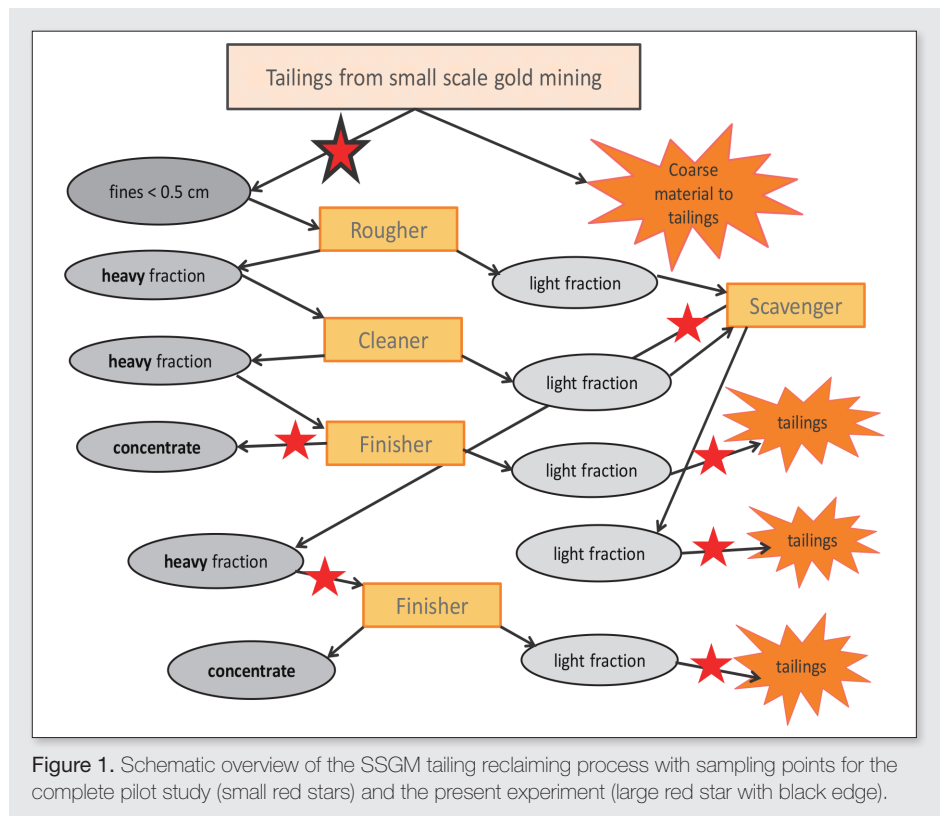 Tailings from small scale gold mining
Coarse
material to
tailings
fines < 0.5 cm
Rougher
heavy fraction
light fraction
Scavenger
Cleaner
heavy fraction
light fraction
tailings
concentrate
Finisher
light fraction
heavy fraction
light fraction
tailings
Finisher
concentrate
light fraction
tailings
Figure 1. Schematic overview of the SSGM tailing reclaiming process with sampling points for the
complete pilot study (small red stars) and the present experiment (large red star with black edge).